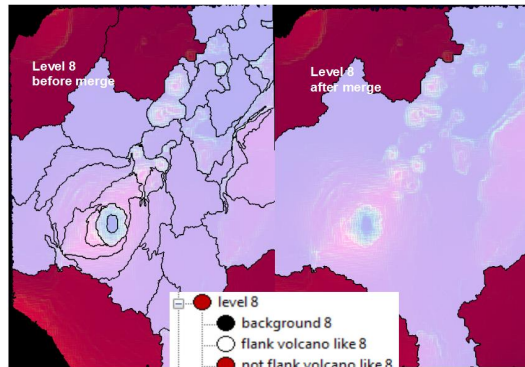 Level 8
before merge
Level 8
after merge
level 8
background 8
flank volcano like 8
not flank volcano like 8